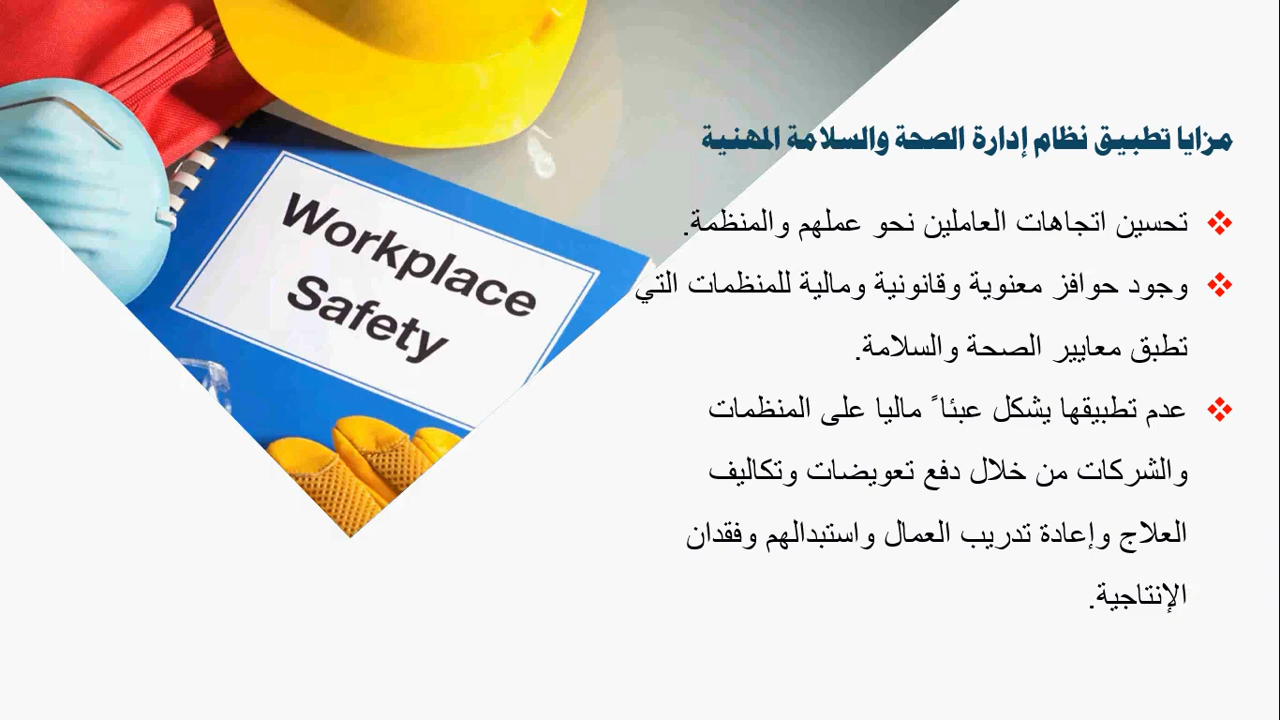 مزايا تطبيق نظام إدارة الصحة والسلامة المهنية
تحسين اتجاهات العاملين نحو عملهم والمنظمة.
وجود حوافز معنوية وقانونية ومالية للمنظمات التي
تطبق معايير الصحة والسلامة.
عدم تطبيقها يشكل عبئا ً ماليا على المنظمات
والشركات من خلال دفع تعويضات وتكاليف
العلاج وإعادة تدريب العمال واستبدالهم وفقدان
الإنتاجية.
Workplace
Safety